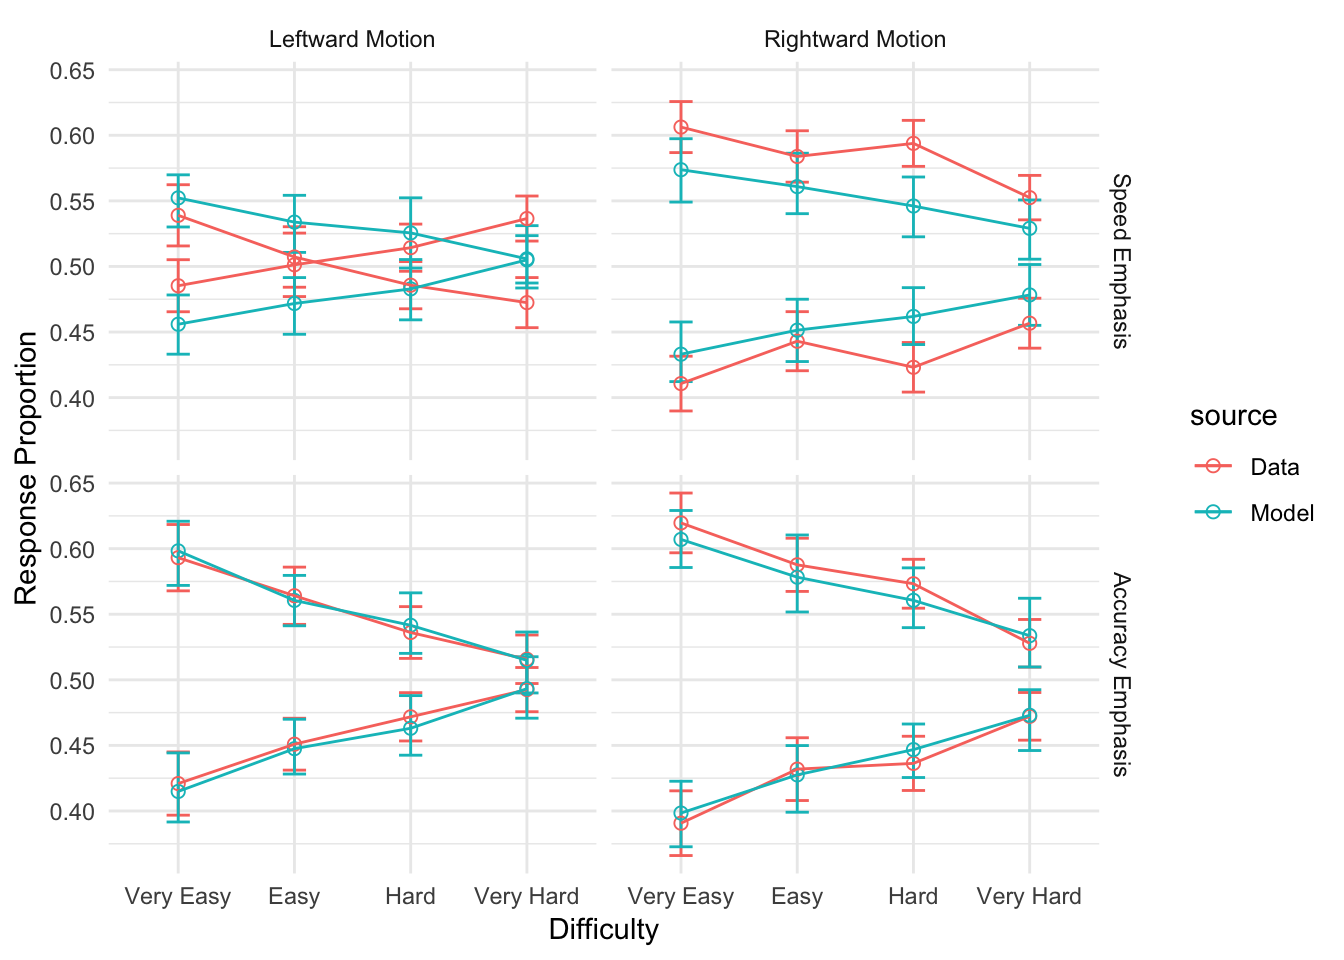 Leftward Motion
Rightward Motion
0.65
0.60
0.55
0.50
0.45
0.40
Speed Emphasis
0.65
0.60
0.55
0.50
0.45
0.40
Accuracy Emphasis
Response Proportion
Very Easy
Easy
Hard
Very Hard
Very Easy
Easy
Hard
Very Hard
Difficulty
source
Data
Model